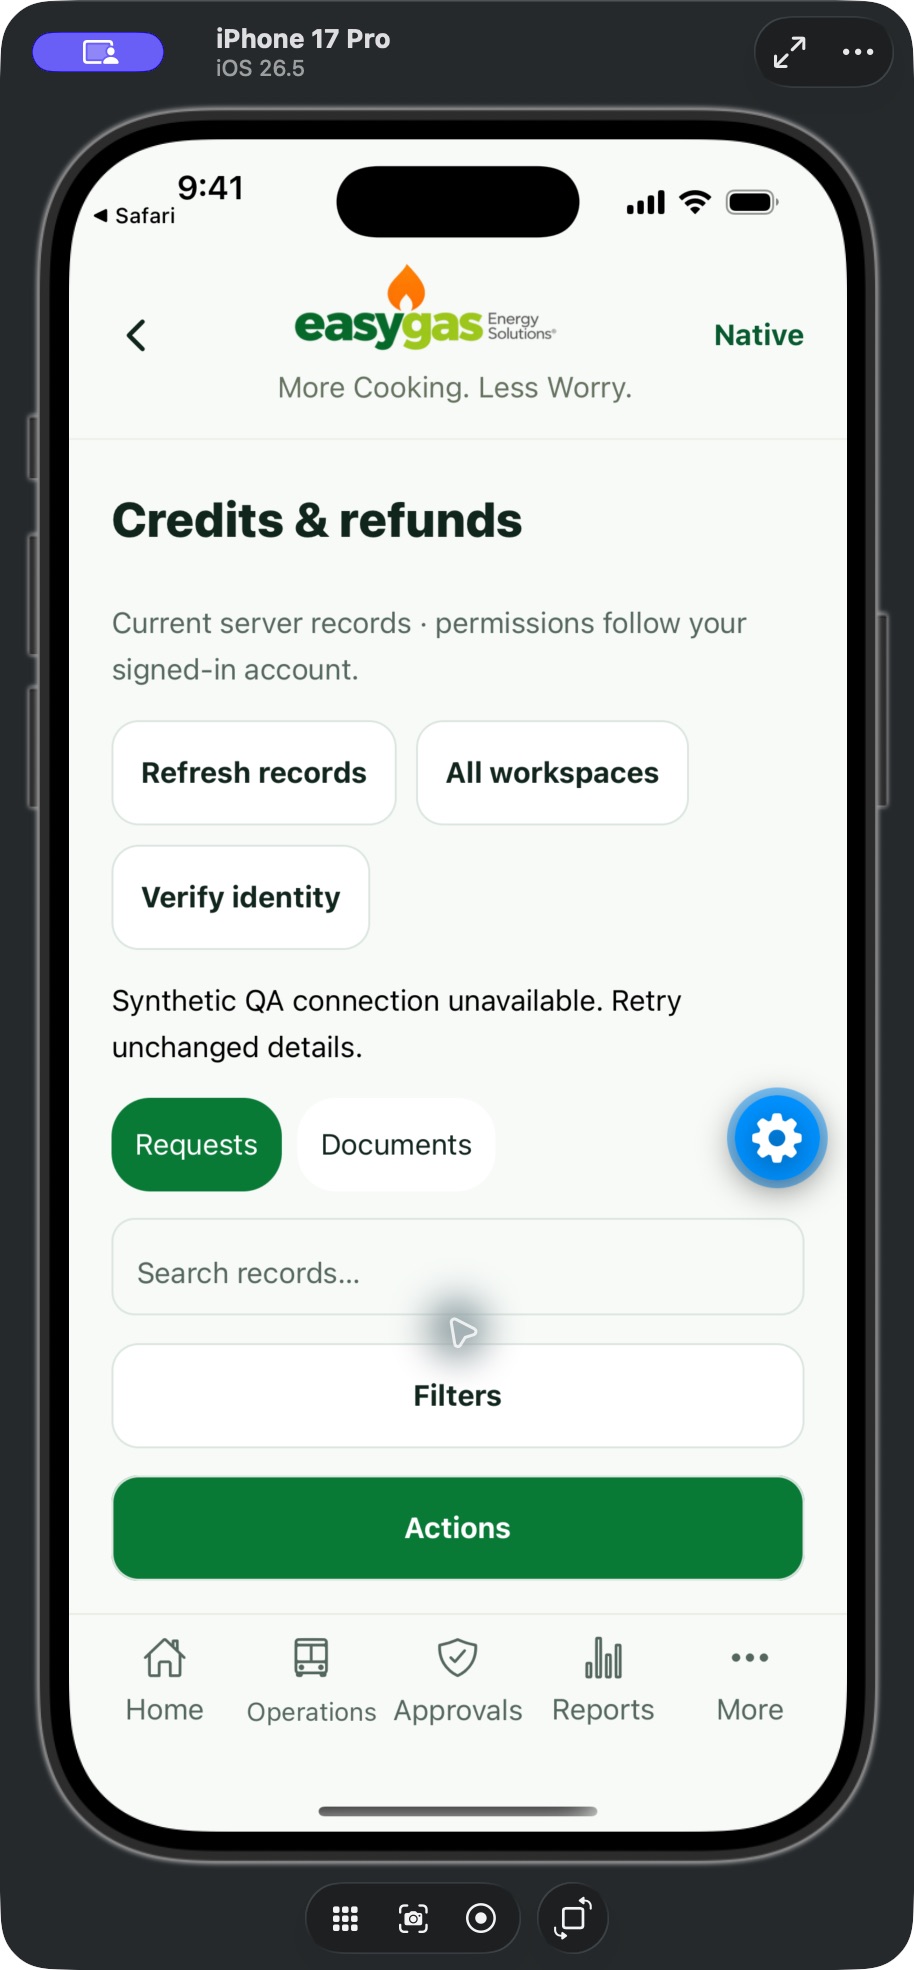 iPhone 17 Pro
iOS 26.5
9:41
Safari
easygas Energy Solutions®
More Cooking. Less Worry.
Native
Credits & refunds
Current server records · permissions follow your
signed-in account.
Refresh records
All workspaces
Verify identity
Synthetic QA connection unavailable. Retry
unchanged details.
Requests
Documents
Search records...
Filters
Actions
Home
Operations
Approvals
Reports
More